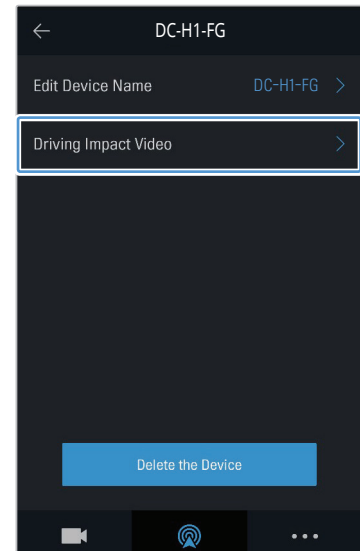 DC-H1-FG
Edit Device Name DC-H1-FG
Driving Impact Video
Delete the Device